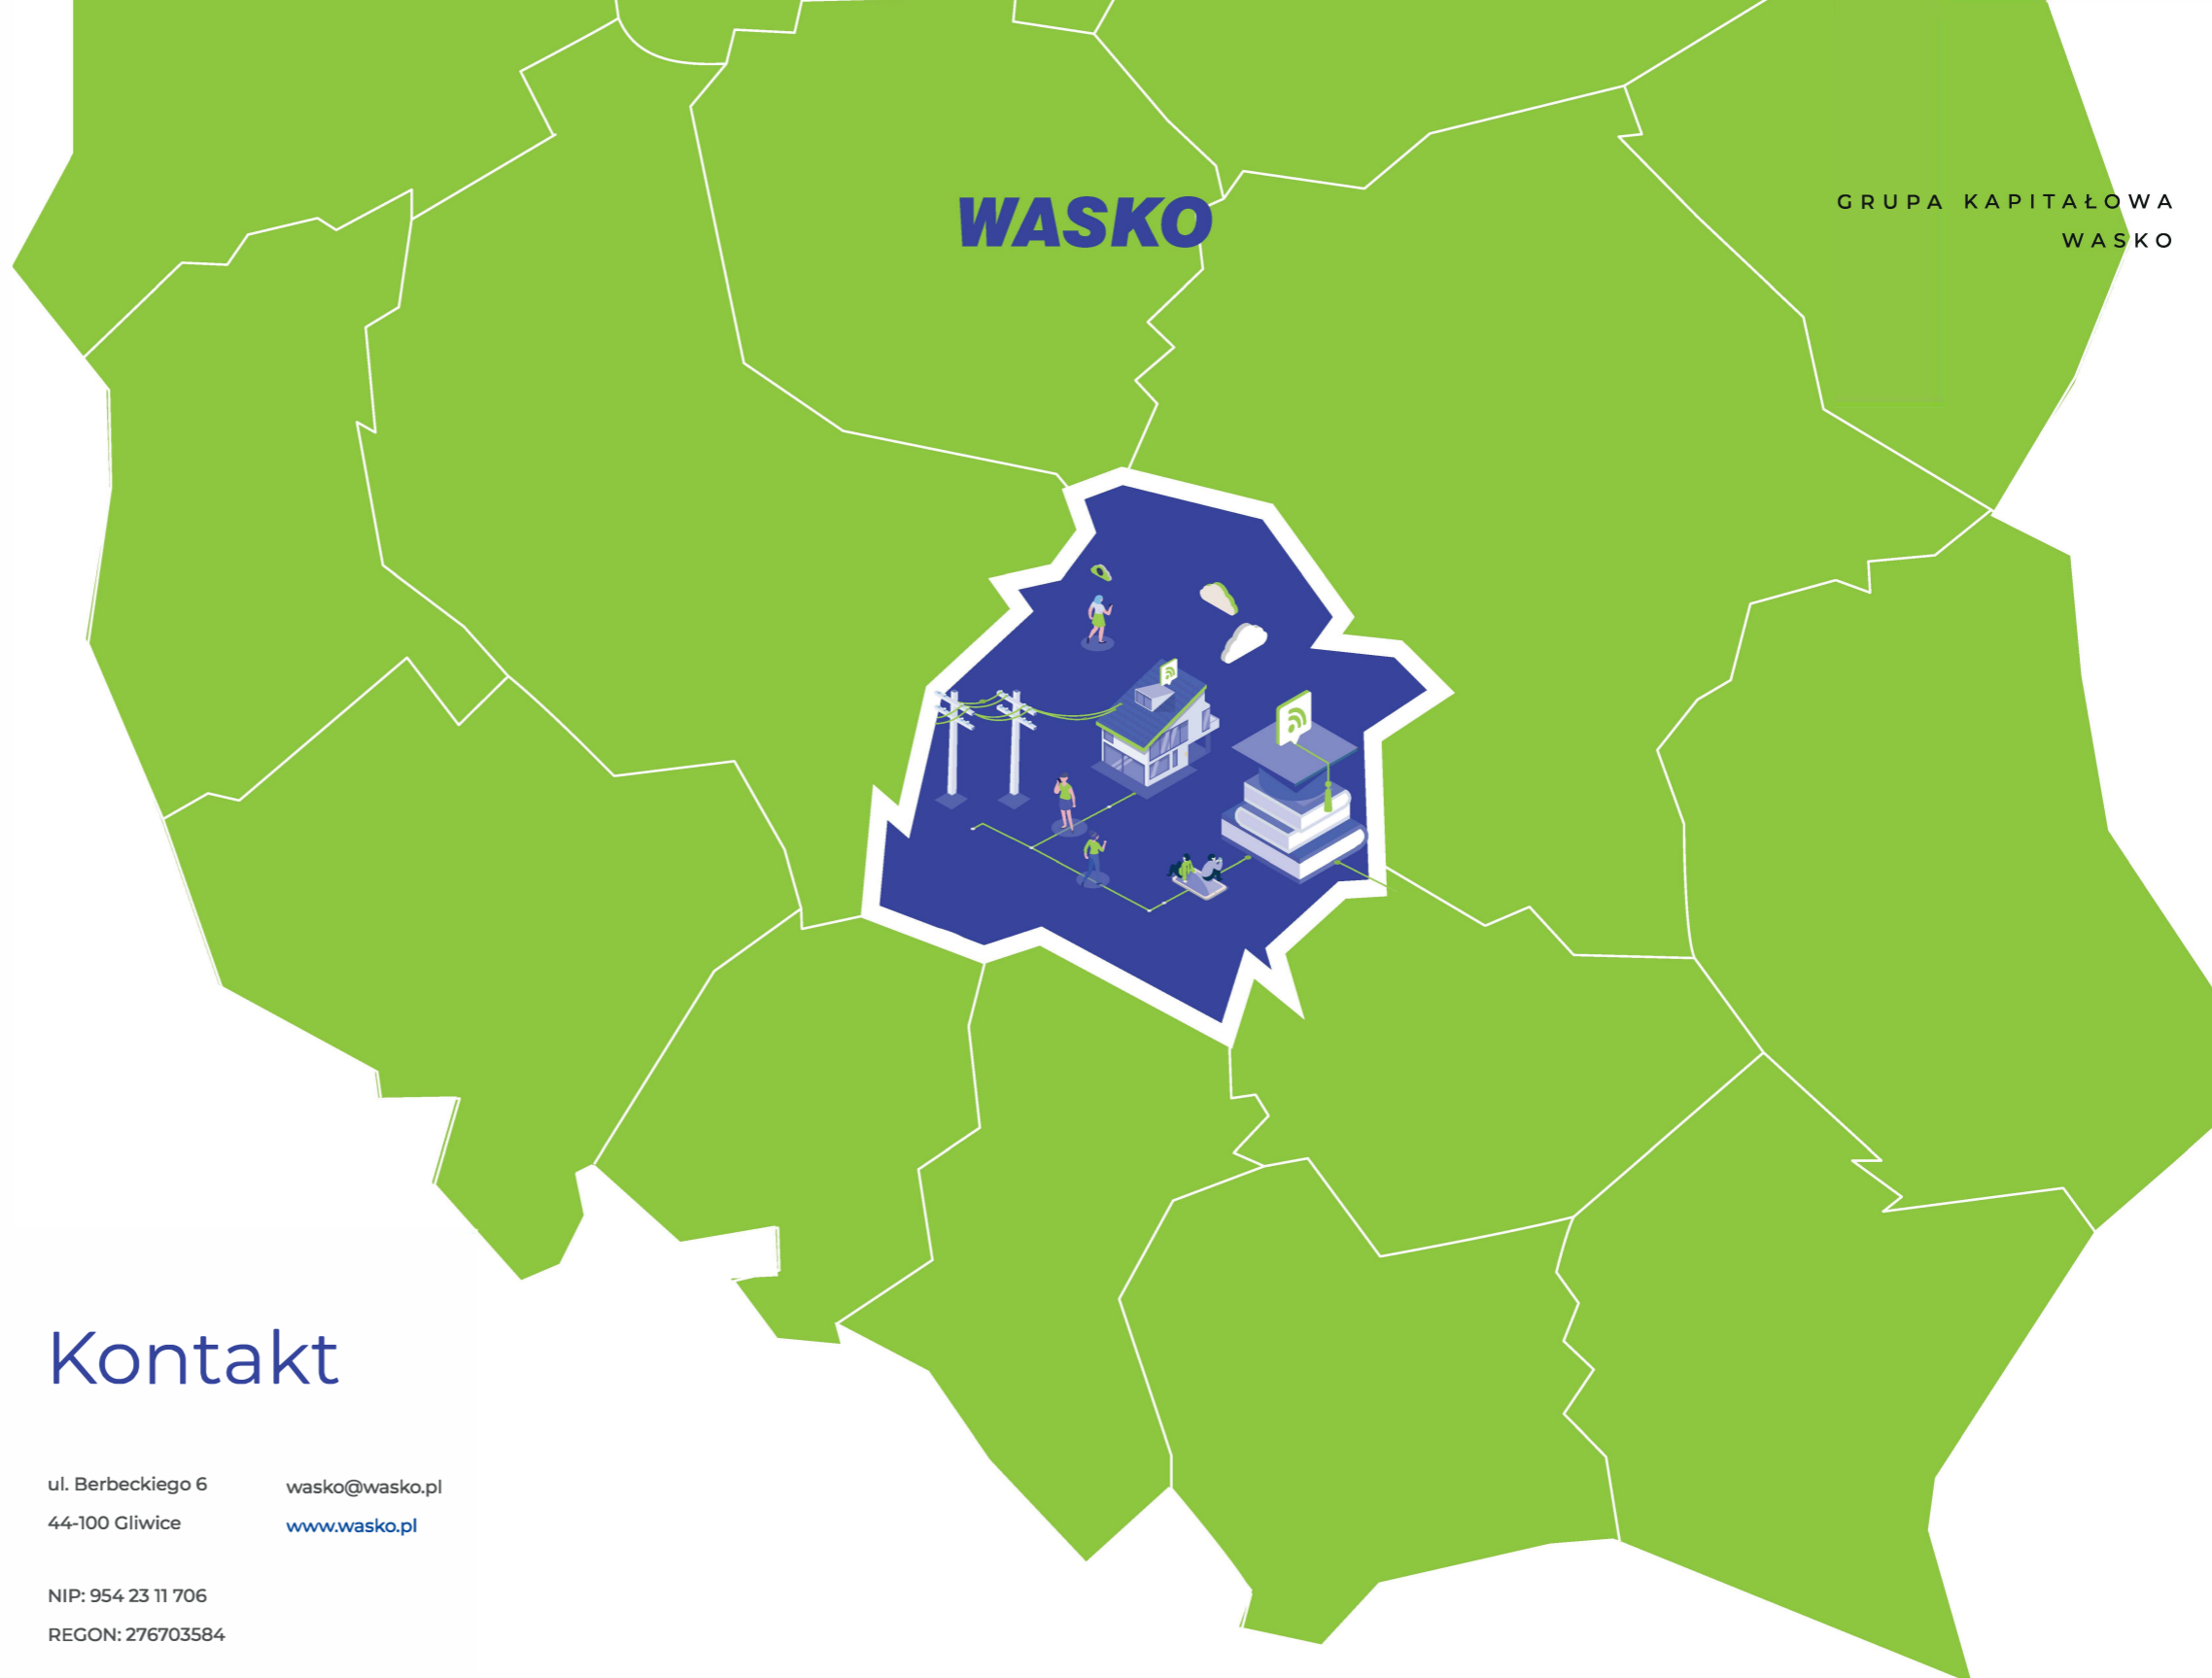 WASKO
GRUPA KAPITAŁOWA
WASKO
Kontakt
ul. Berbeckiego 6
44-100 Gliwice
wasko@wasko.pl
www.wasko.pl
NIP: 954 23 11 706
REGON: 276703584